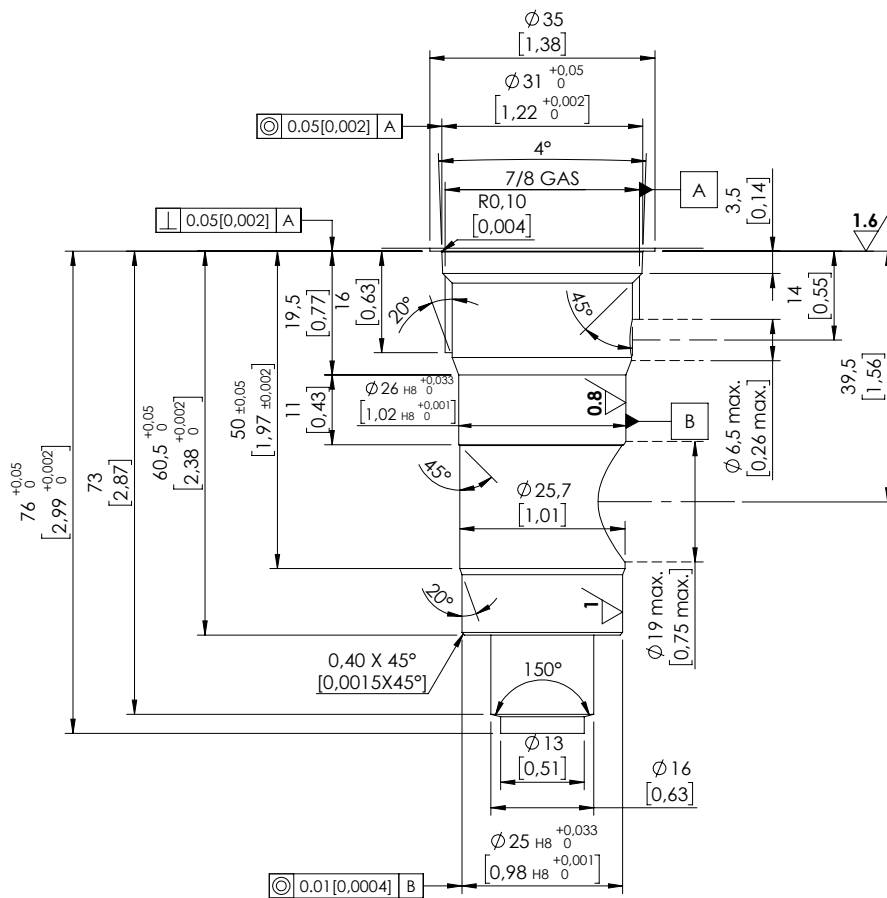 Ø35
[1,38]
Ø31 +0,05 0
[1,22 +0,002 0]
◎ 0.05[0,002] A
4°
7/8 GAS
A
R0,10
[0,004]
⊥ 0.05[0,002] A
3,5
[0,14]
1.6
19,5
[0,77]
16
[0,63]
20°
45°
14
[0,55]
39,5
[1,56]
Ø26 H8 +0,033 0
[1,02 H8 +0,001 0]
0.8
B
11
[0,43]
Ø6,5 max.
[0,26 max.]
50 ±0,05
[1,97 ±0,002]
60,5 +0,05 0
[2,38 +0,002 0]
73
[2,87]
76 +0,05 0
[2,99 +0,002 0]
45°
Ø25,7
[1,01]
20°
1
Ø19 max.
[0,75 max.]
0,40 X 45°
[0,0015X45°]
150°
Ø13
[0,51]
Ø16
[0,63]
Ø25 H8 +0,033 0
[0,98 H8 +0,001 0]
◎ 0.01[0,0004] B